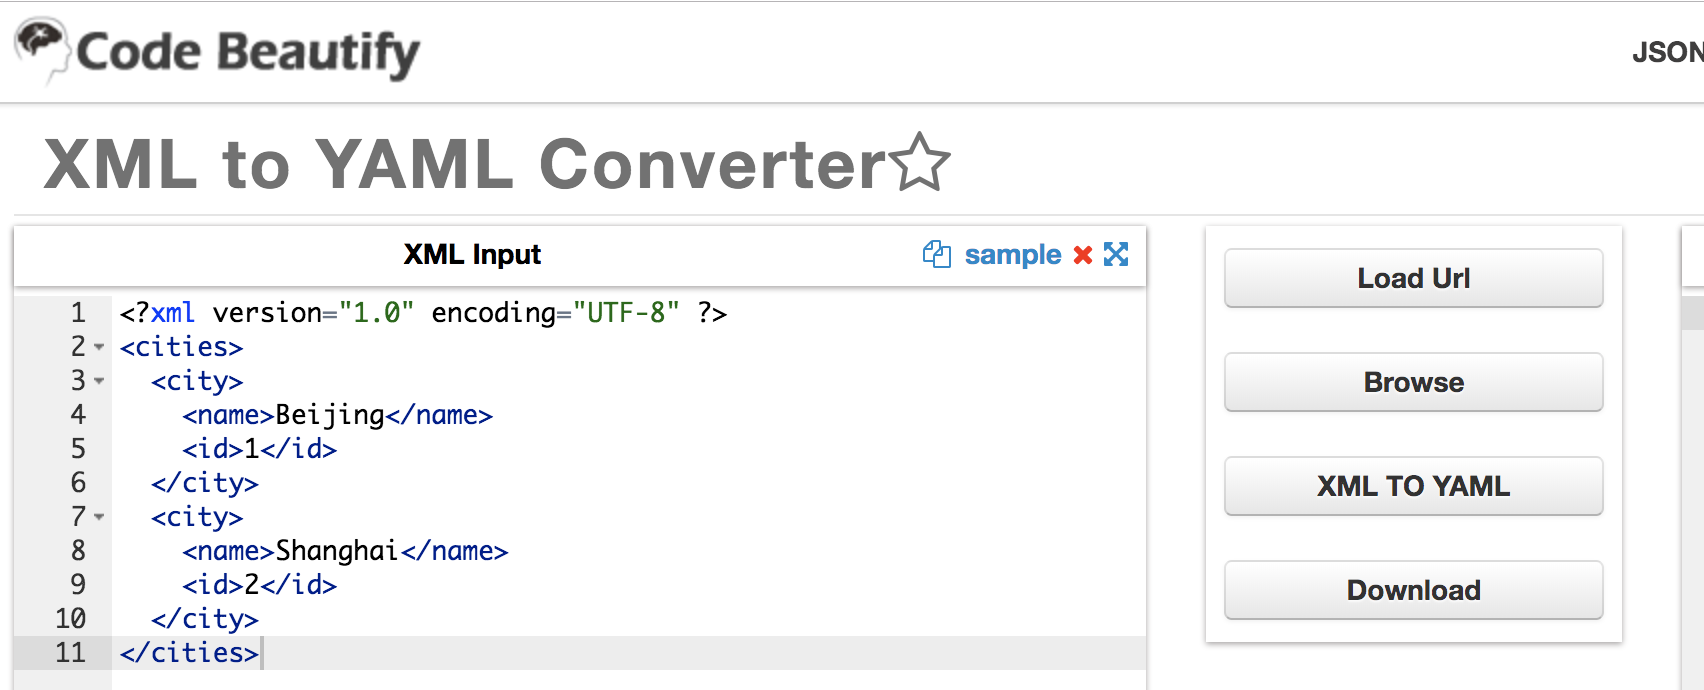 Code Beautify
JSON
XML to YAML Converter
XML Input
sample
Load Url
Browse
XML TO YAML
Download
1 <?xml version="1.0" encoding="UTF-8" ?>
2 <cities>
3   <city>
4     <name>Beijing</name>
5     <id>1</id>
6   </city>
7   <city>
8     <name>Shanghai</name>
9     <id>2</id>
10   </city>
11 </cities>